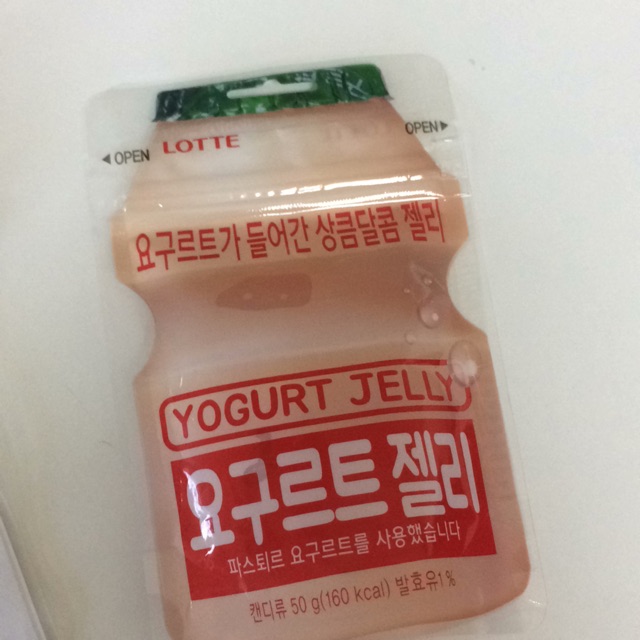 ◀ OPEN LOTTE OPEN ▶
요구르트가 들어간 상큼달콤 젤리
YOGURT JELLY
요구르트 젤리
파스퇴르 요구르트를 사용했습니다
캔디류 50 g(160 kcal) 발효유1%